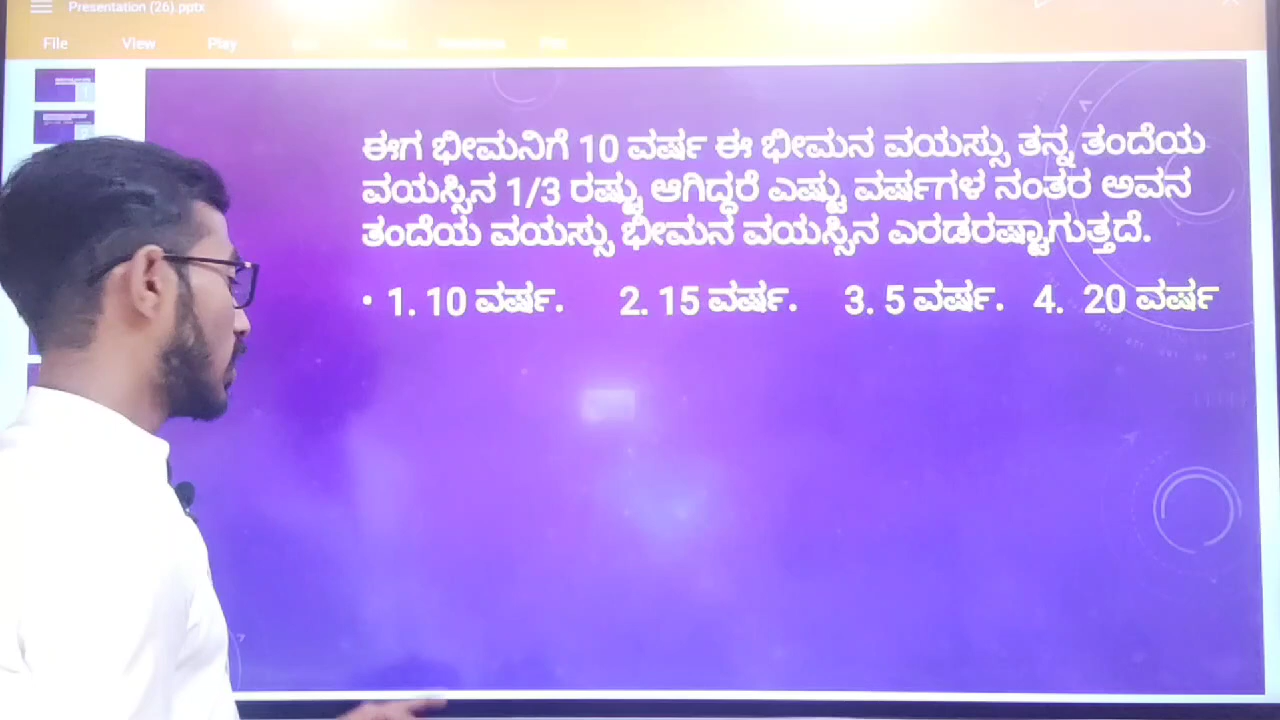 Presentation (26).pptx
File View Play
ಈಗ ಭೀಮನಿಗೆ 10 ವರ್ಷ ಈ ಭೀಮನ ವಯಸ್ಸು ತನ್ನ ತಂದೆಯ
ವಯಸ್ಸಿನ 1/3 ರಷ್ಟು ಆಗಿದ್ದರೆ ಎಷ್ಟು ವರ್ಷಗಳ ನಂತರ ಅವನ
ತಂದೆಯ ವಯಸ್ಸು ಭೀಮನ ವಯಸ್ಸಿನ ಎರಡರಷ್ಟಾಗುತ್ತದೆ.
• 1. 10 ವರ್ಷ. 2. 15 ವರ್ಷ. 3. 5 ವರ್ಷ. 4. 20 ವರ್ಷ